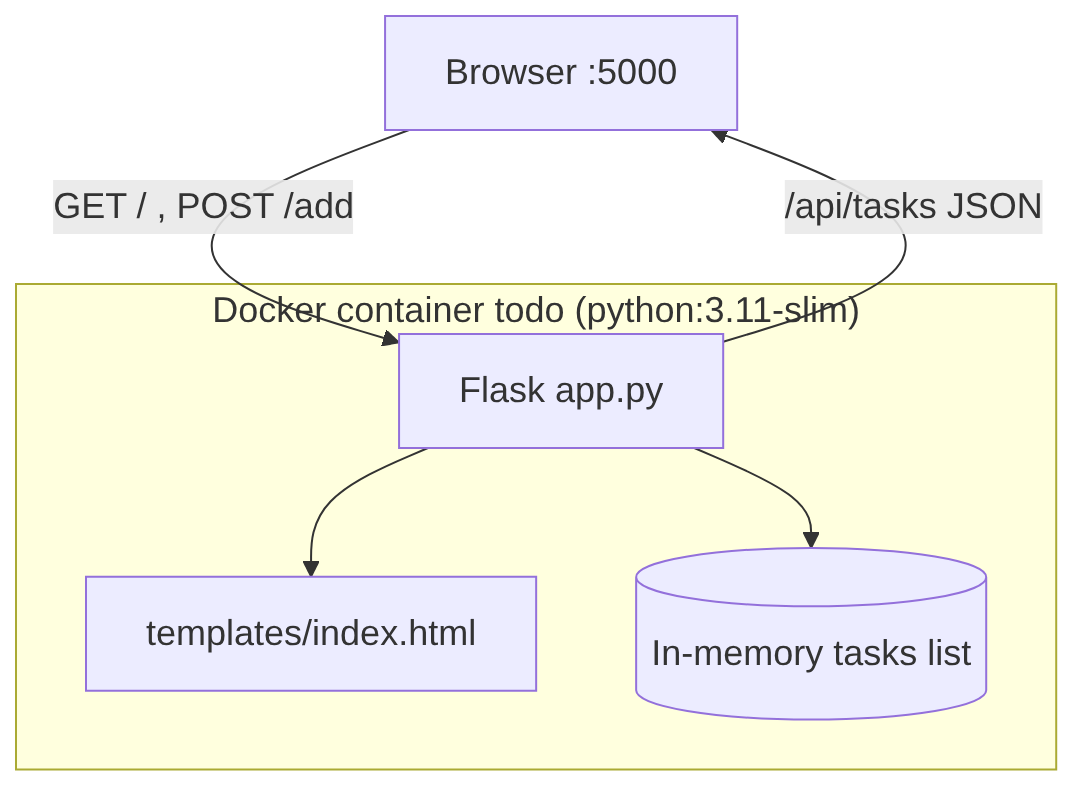 Browser :5000
GET / , POST /add
/api/tasks JSON
Docker container todo (python:3.11-slim)
Flask app.py
templates/index.html
In-memory tasks list